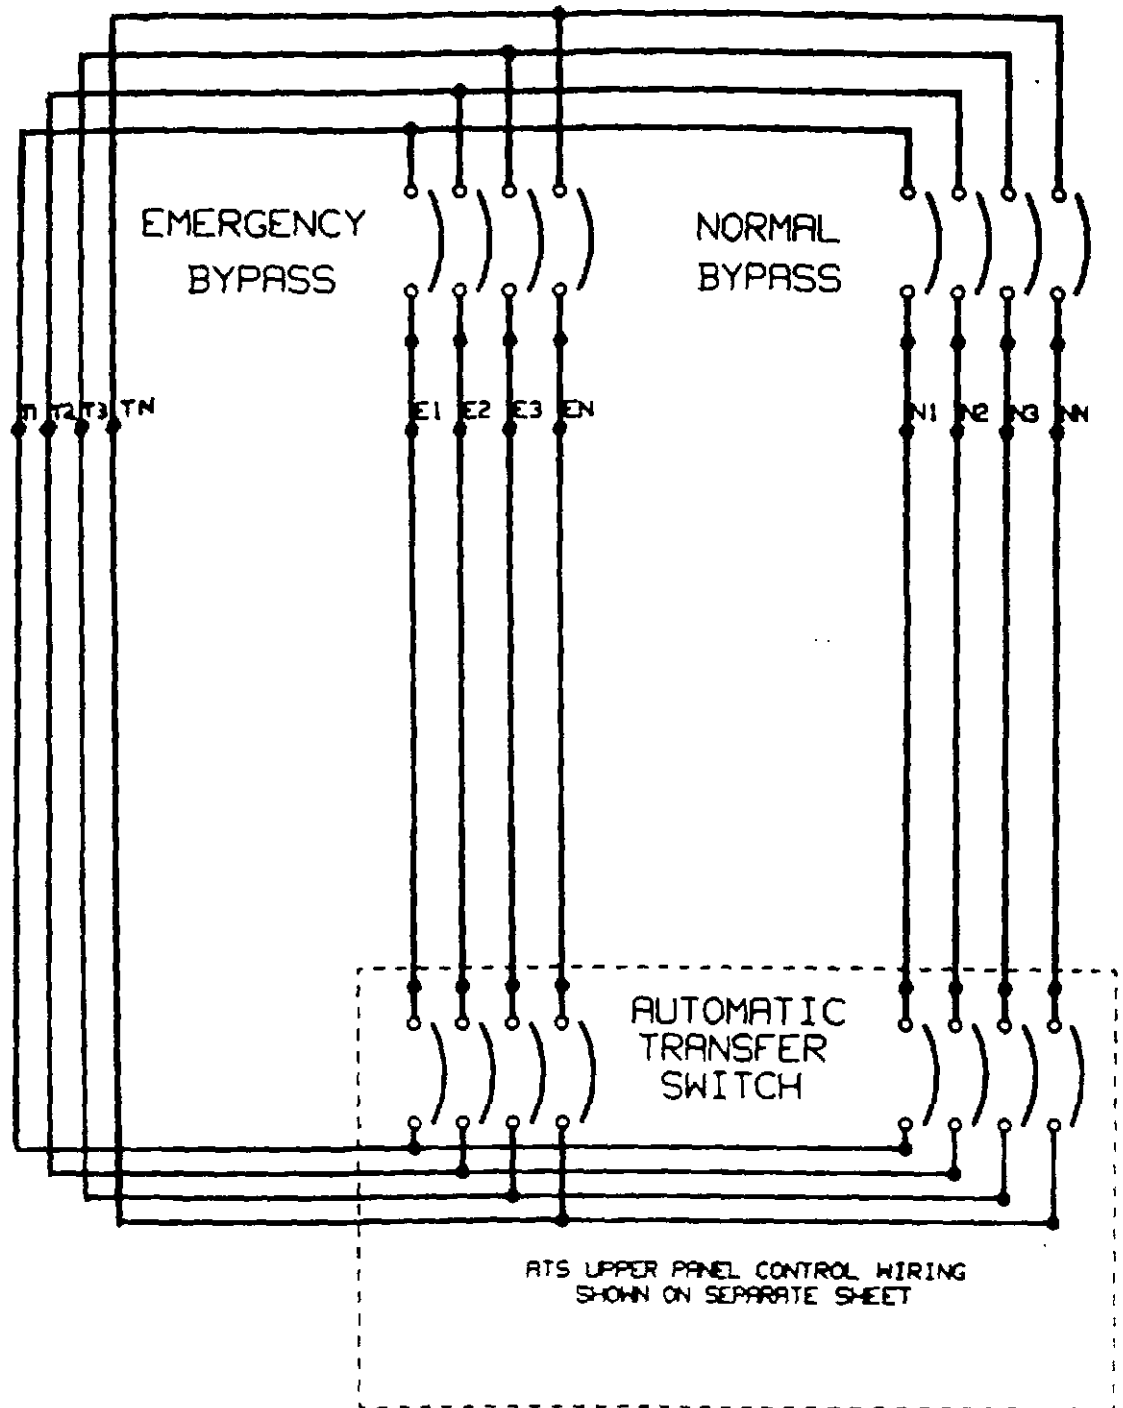 EMERGENCY
BYPASS
NORMAL
BYPASS
T1 T2 T3 TN
E1 E2 E3 EN
N1 N2 N3 NN
AUTOMATIC
TRANSFER
SWITCH
ATS UPPER PANEL CONTROL WIRING
SHOWN ON SEPARATE SHEET